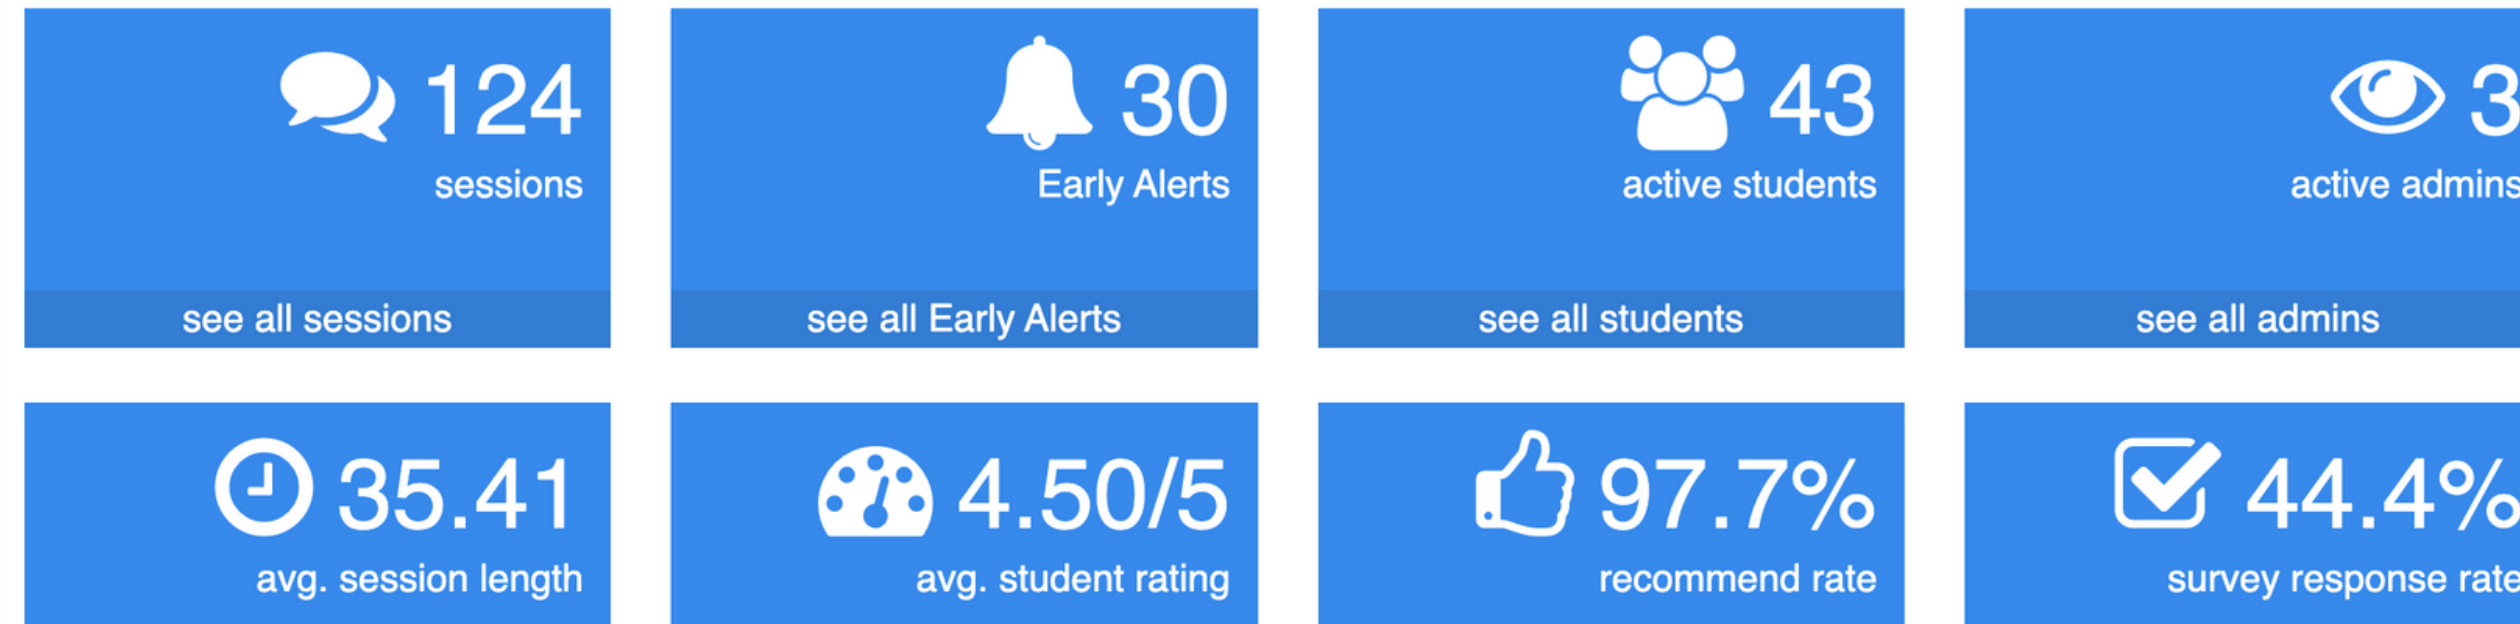 124
sessions
see all sessions
30
Early Alerts
see all Early Alerts
43
active students
see all students
3
active admins
see all admins
35.41
avg. session length
4.50/5
avg. student rating
97.7%
recommend rate
44.4%
survey response rate